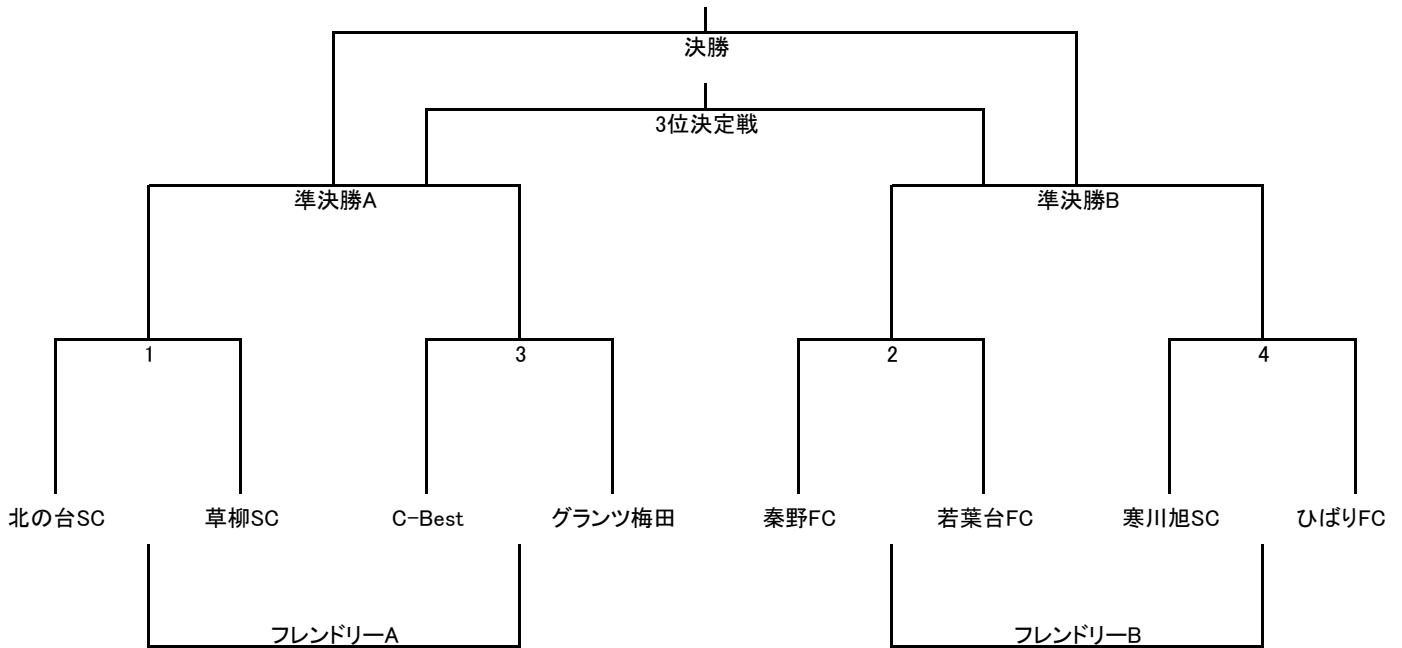 決勝
3位決定戦
準決勝A 準決勝B
1 3 2 4
北の台SC 草柳SC C-Best グランツ梅田 秦野FC 若葉台FC 寒川旭SC ひばりFC
フレンドリーA フレンドリーB